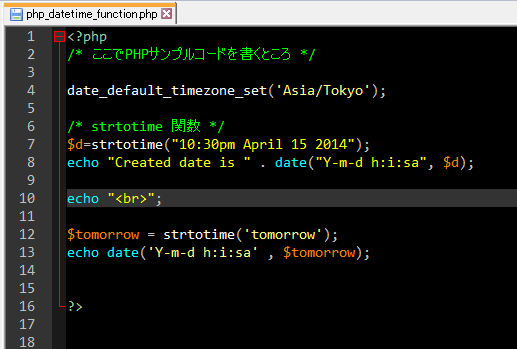 php_datetime_function.php
1 <?php
2 /* ここでPHPサンプルコードを書くところ */
3
4 date_default_timezone_set('Asia/Tokyo');
5
6 /* strtotime 関数 */
7 $d=strtotime("10:30pm April 15 2014");
8 echo "Created date is " . date("Y-m-d h:i:sa", $d);
9
10 echo "<br>";
11
12 $tomorrow = strtotime('tomorrow');
13 echo date('Y-m-d h:i:sa' , $tomorrow);
14
15
16 ?>
17
18